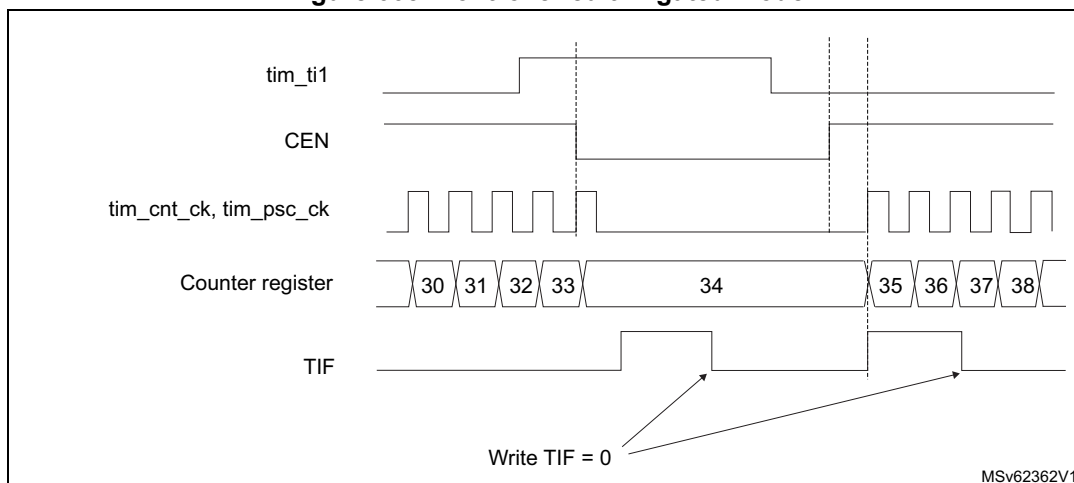 tim_ti1
CEN
tim_cnt_ck, tim_psc_ck
Counter register
30 31 32 33 34 35 36 37 38
TIF
Write TIF = 0
MSv62362V1